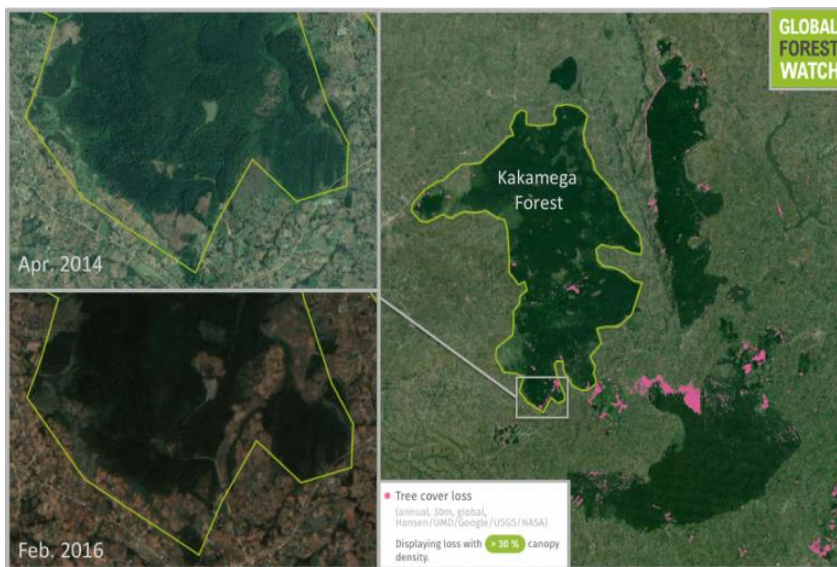 GLOBAL
FOREST
WATCH
Kakamega
Forest
Apr. 2014
Feb. 2016
Tree cover loss
(annual, 30m, global,
Hansen/UMD/Google/USGS/NASA)
Displaying loss with > 30 % canopy
density.